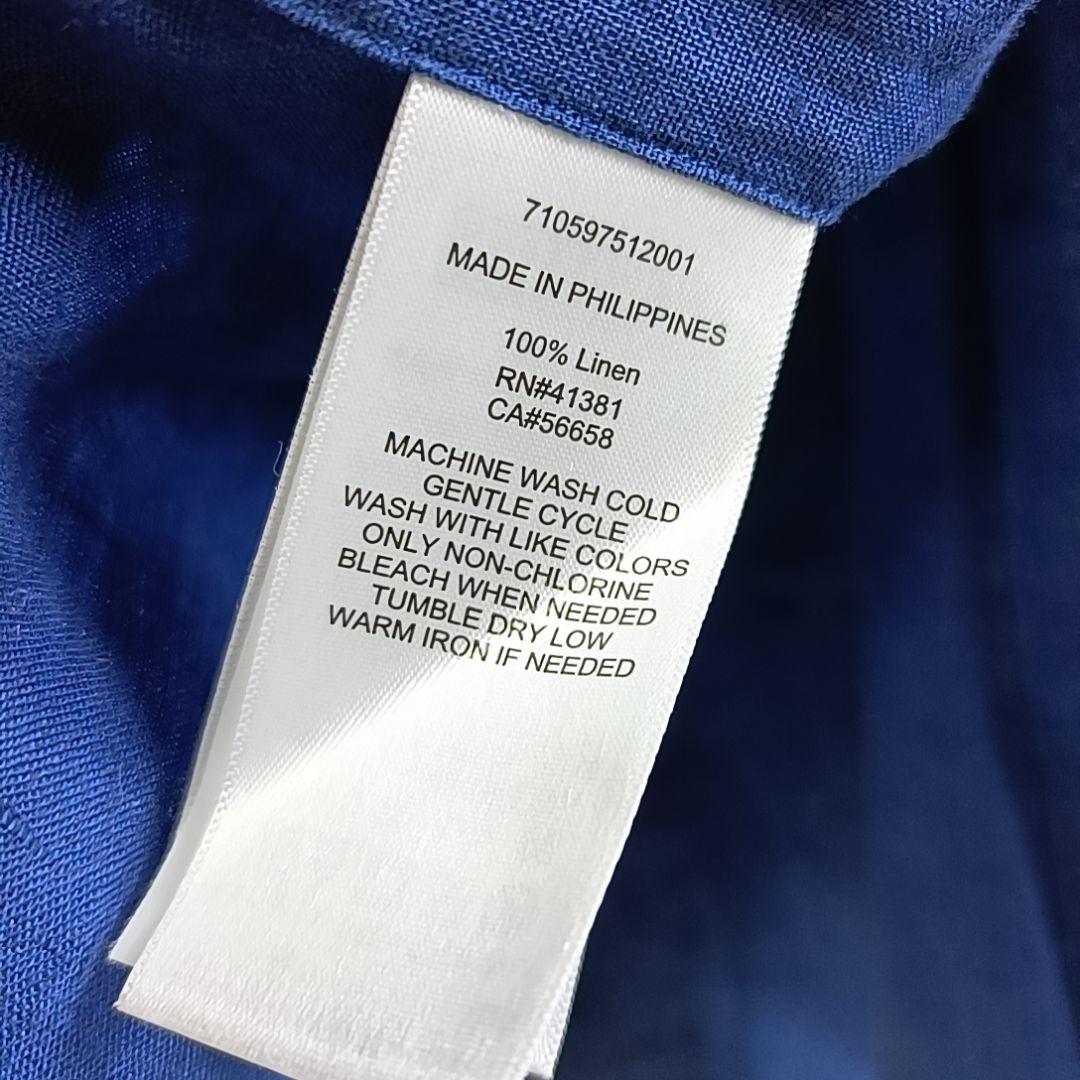 710597512001
MADE IN PHILIPPINES
100% Linen
RN#41381
CA#56658
MACHINE WASH COLD
GENTLE CYCLE
WASH WITH LIKE COLORS
ONLY NON-CHLORINE
BLEACH WHEN NEEDED
TUMBLE DRY LOW
WARM IRON IF NEEDED